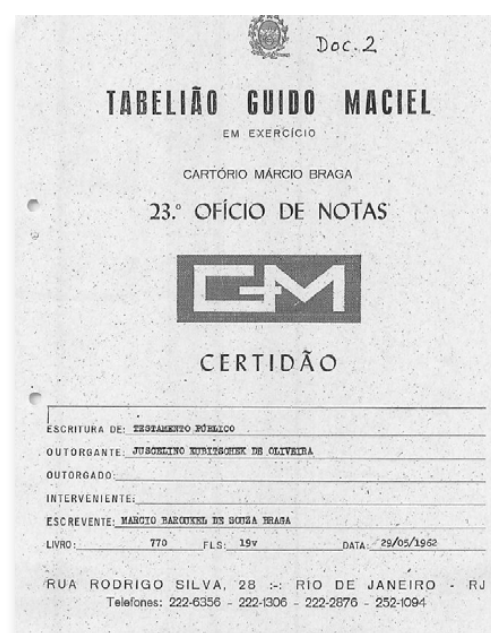 Doc. 2
TABELIÃO GUIDO MACIEL
EM EXERCÍCIO
CARTÓRIO MÁRCIO BRAGA
23.º OFÍCIO DE NOTAS
GM
CERTIDÃO
ESCRITURA DE: TESTAMENTO PÚBLICO
OUTORGANTE: JUSCELINO KUBITSCHEK DE OLIVEIRA
OUTORGADO:
INTERVENIENTE:
ESCREVENTE: MARCIO BAROUKEL DE SOUZA BRAGA
LIVRO: 770 FLS: 19v DATA: 29/05/1962
RUA RODRIGO SILVA, 28 :-: RIO DE JANEIRO - RJ
Telefones: 222-6356 - 222-1306 - 222-2876 - 252-1094